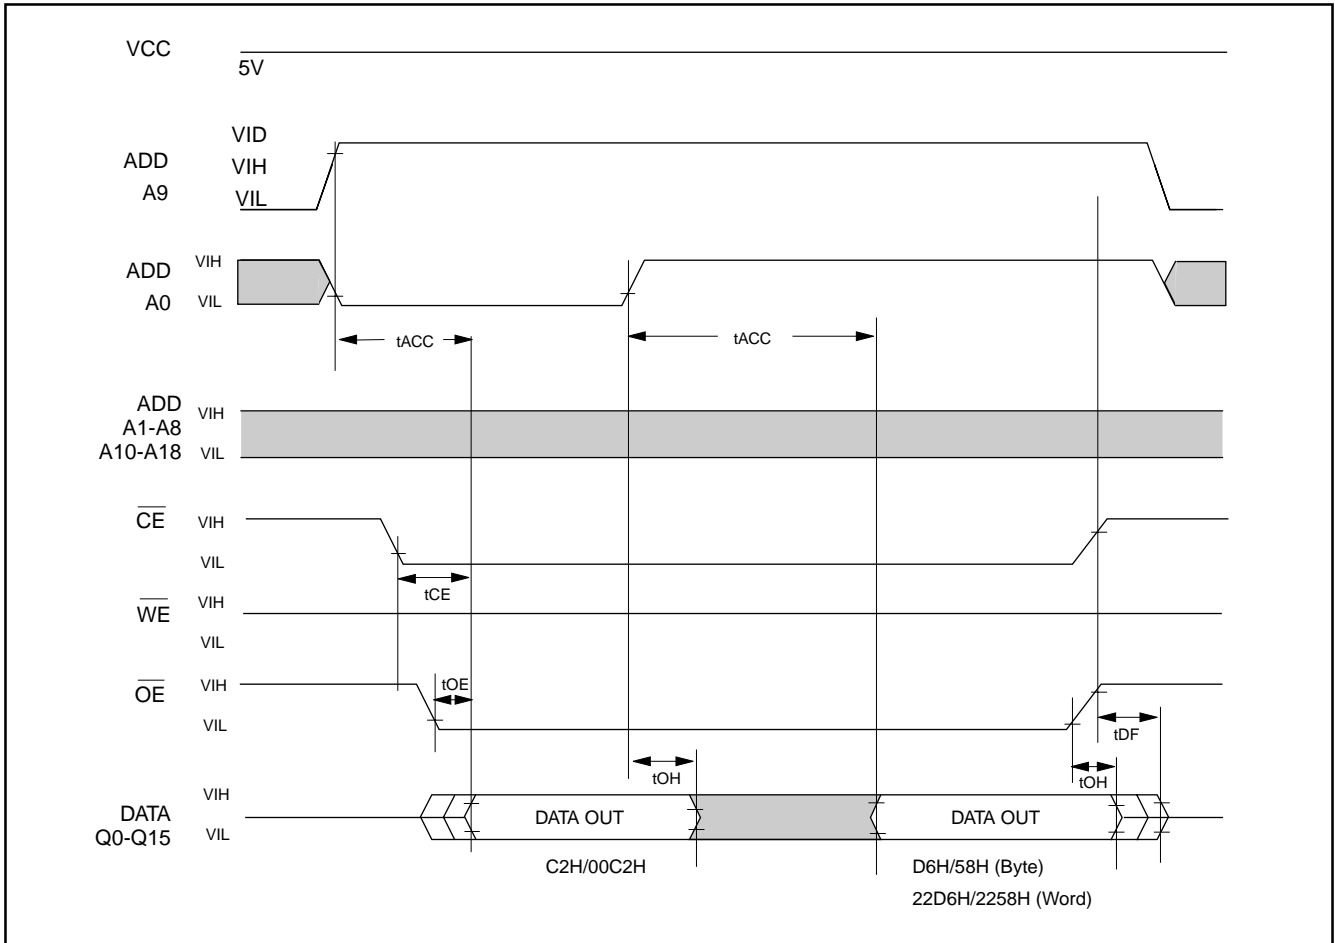 VCC
5V
VID
ADD
VIH
A9
VIL
VIH
ADD
A0
VIL
tACC
tACC
ADD
VIH
A1-A8
A10-A18
VIL
CE
VIH
VIL
tCE
VIH
WE
VIL
OE
VIH
tOE
VIL
tDF
tOH
tOH
VIH
DATA
Q0-Q15
VIL
DATA OUT
DATA OUT
C2H/00C2H
D6H/58H (Byte)
22D6H/2258H (Word)